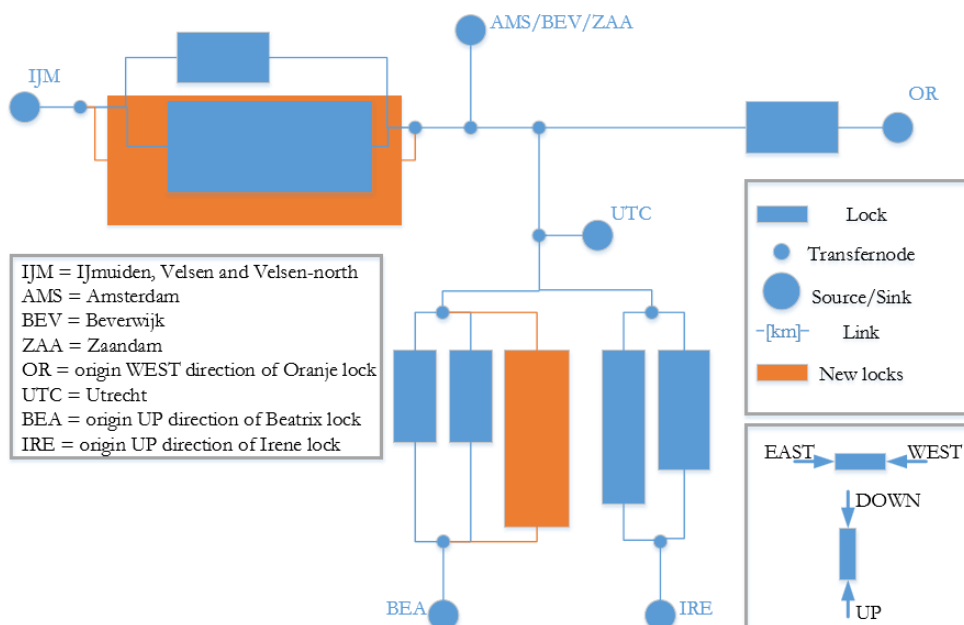 AMS/BEV/ZAA
IJM
OR
UTC
IJM = IJmuiden, Velsen and Velsen-north
AMS = Amsterdam
BEV = Beverwijk
ZAA = Zaandam
OR = origin WEST direction of Oranje lock
UTC = Utrecht
BEA = origin UP direction of Beatrix lock
IRE = origin UP direction of Irene lock
Lock
Transfernode
Source/Sink
[km] Link
New locks
EAST WEST
DOWN
UP
BEA
IRE